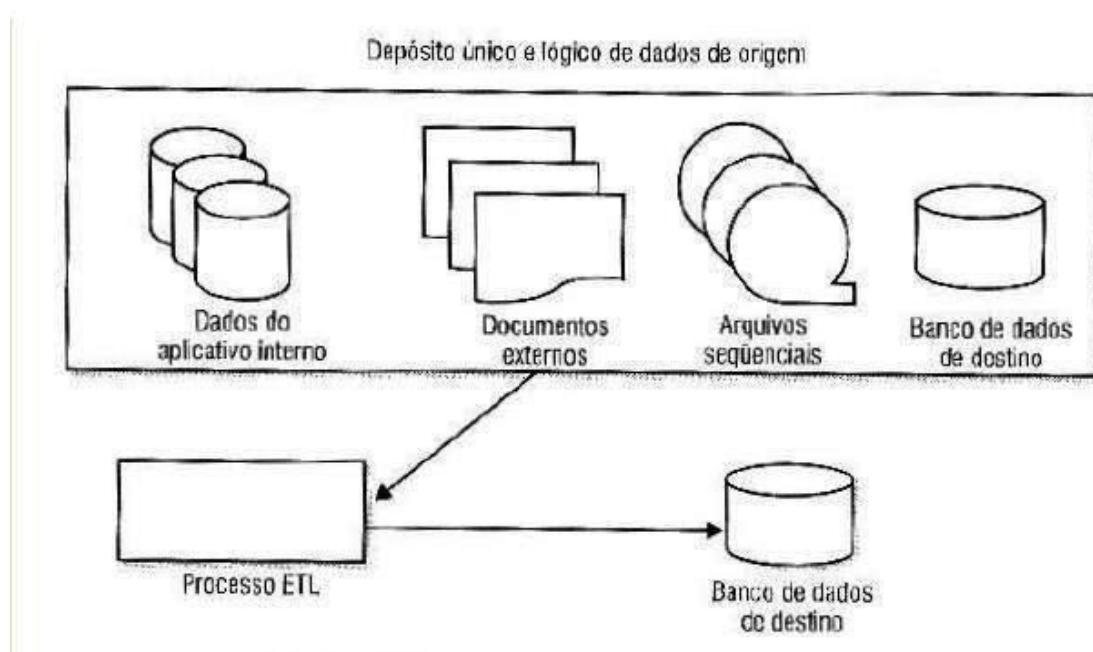 Depósito único e lógico de dados de origem
Dados do
aplicativo interno
Documentos
externos
Arquivos
seqüenciais
Banco de dados
de destino
Processo ETL
Banco de dados
de destino